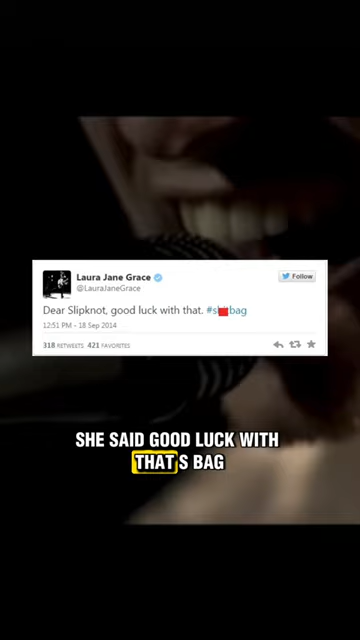 Laura Jane Grace
@LauraJaneGrace
Follow
Dear Slipknot, good luck with that. #sh bag
12:51 PM - 18 Sep 2014
318 RETWEETS 421 FAVORITES
SHE SAID GOOD LUCK WITH
THAT S BAG